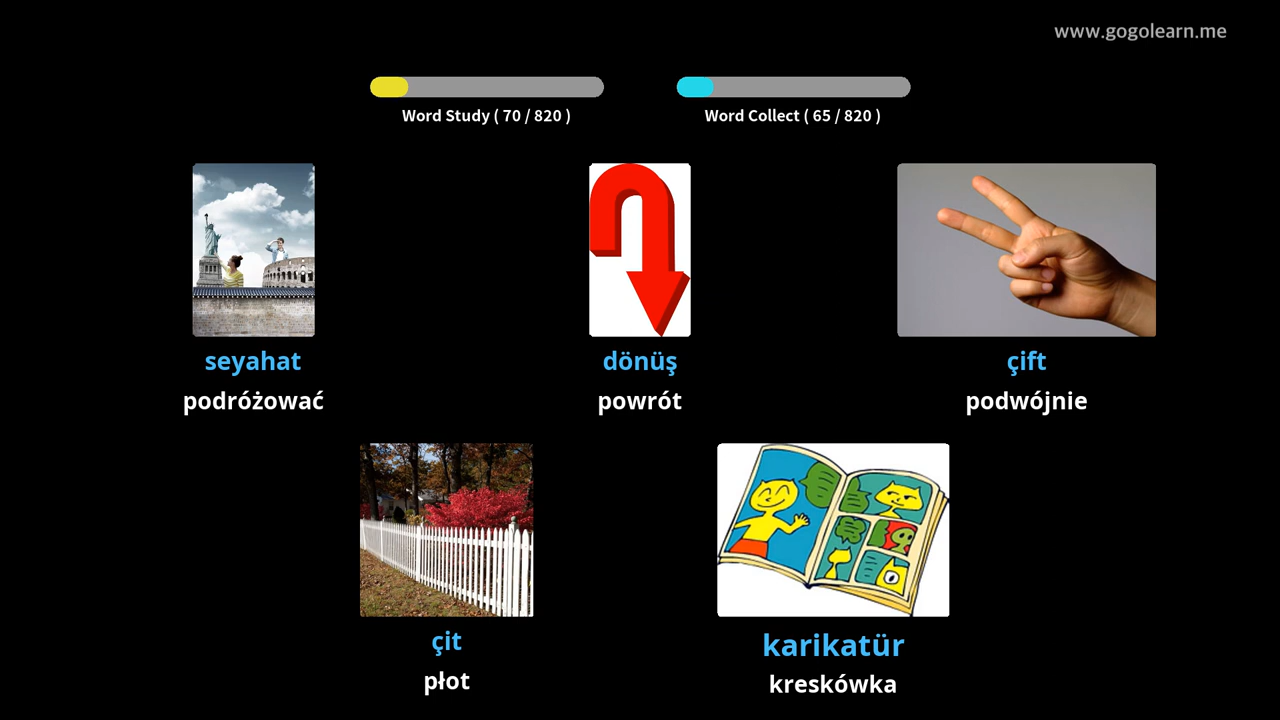 www.gogolearn.me
Word Study ( 70 / 820 )
Word Collect ( 65 / 820 )
seyahat
podróżować
dönüş
powrót
çift
podwójnie
çit
płot
karikatür
kreskówka